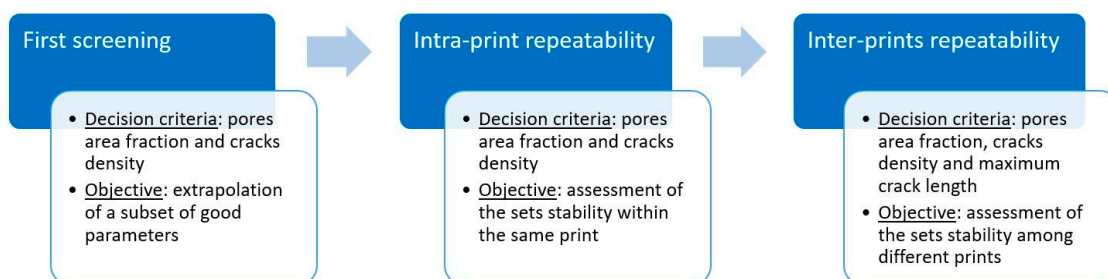 First screening
• Decision criteria: pores
area fraction and cracks
density
• Objective: extrapolation
of a subset of good
parameters
Intra-print repeatability
• Decision criteria: pores
area fraction and cracks
density
• Objective: assessment of
the sets stability within
the same print
Inter-prints repeatability
• Decision criteria: pores
area fraction, cracks
density and maximum
crack length
• Objective: assessment of
the sets stability among
different prints